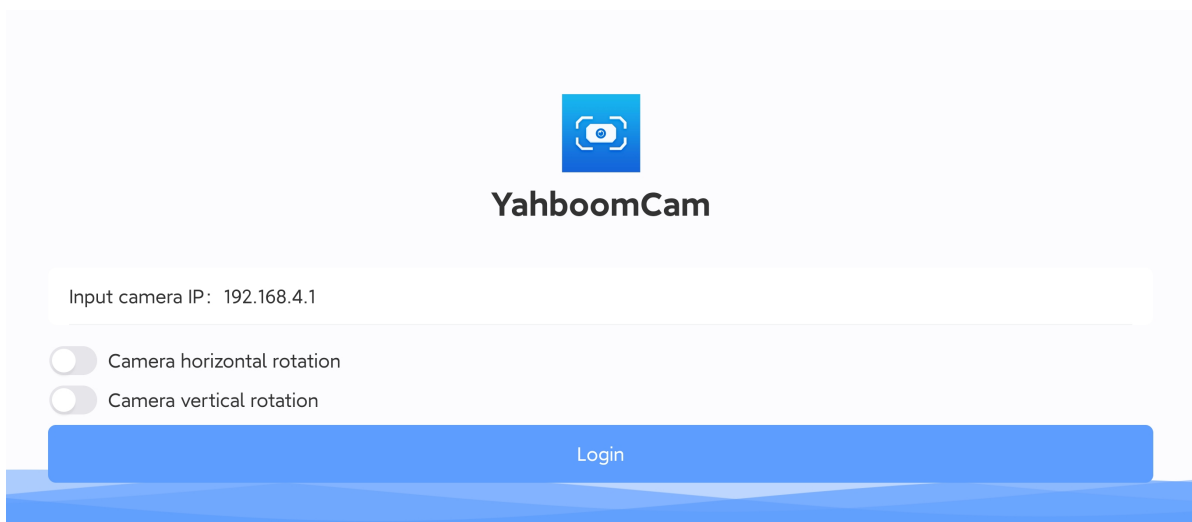 YahboomCam
Input camera IP: 192.168.4.1
Camera horizontal rotation
Camera vertical rotation
Login